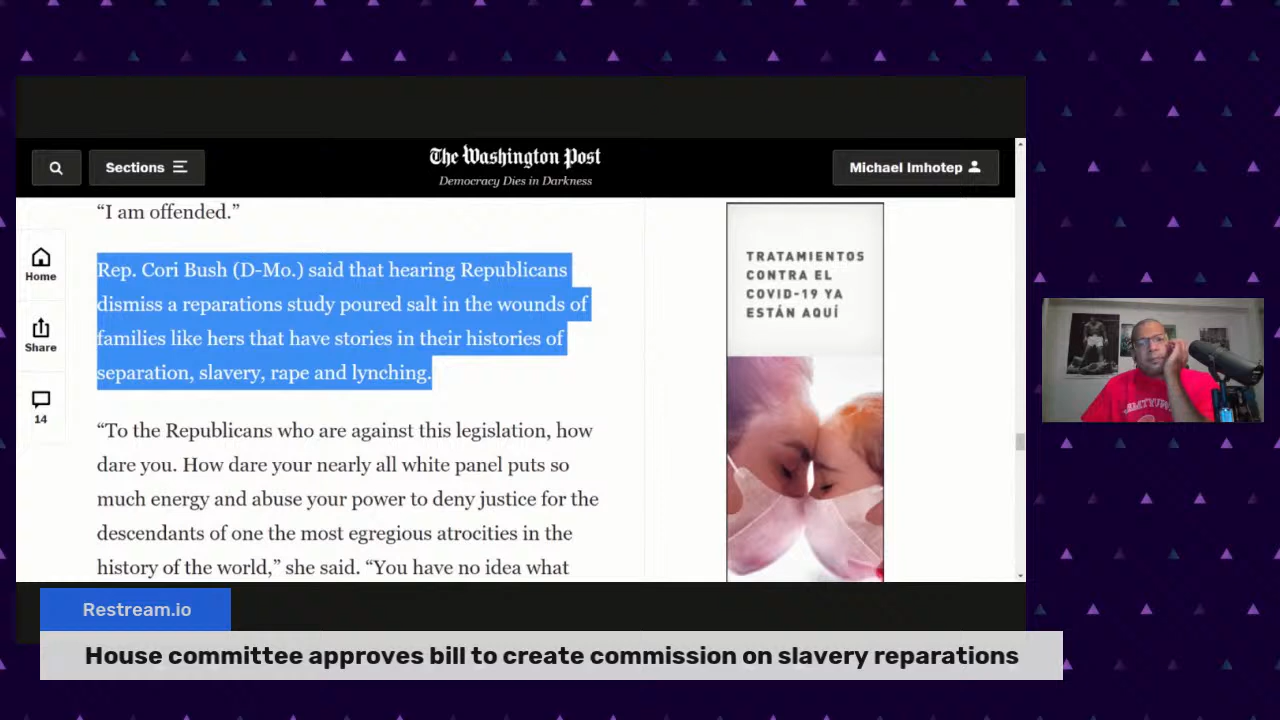 The Washington Post
Democracy Dies in Darkness
Sections
Michael Imhotep
Home
Share
14
“I am offended.”
Rep. Cori Bush (D-Mo.) said that hearing Republicans
dismiss a reparations study poured salt in the wounds of
families like hers that have stories in their histories of
separation, slavery, rape and lynching.
“To the Republicans who are against this legislation, how
dare you. How dare your nearly all white panel puts so
much energy and abuse your power to deny justice for the
descendants of one the most egregious atrocities in the
history of the world,” she said. “You have no idea what
TRATAMIENTOS
CONTRA EL
COVID-19 YA
ESTÁN AQUÍ
Restream.io
House committee approves bill to create commission on slavery reparations